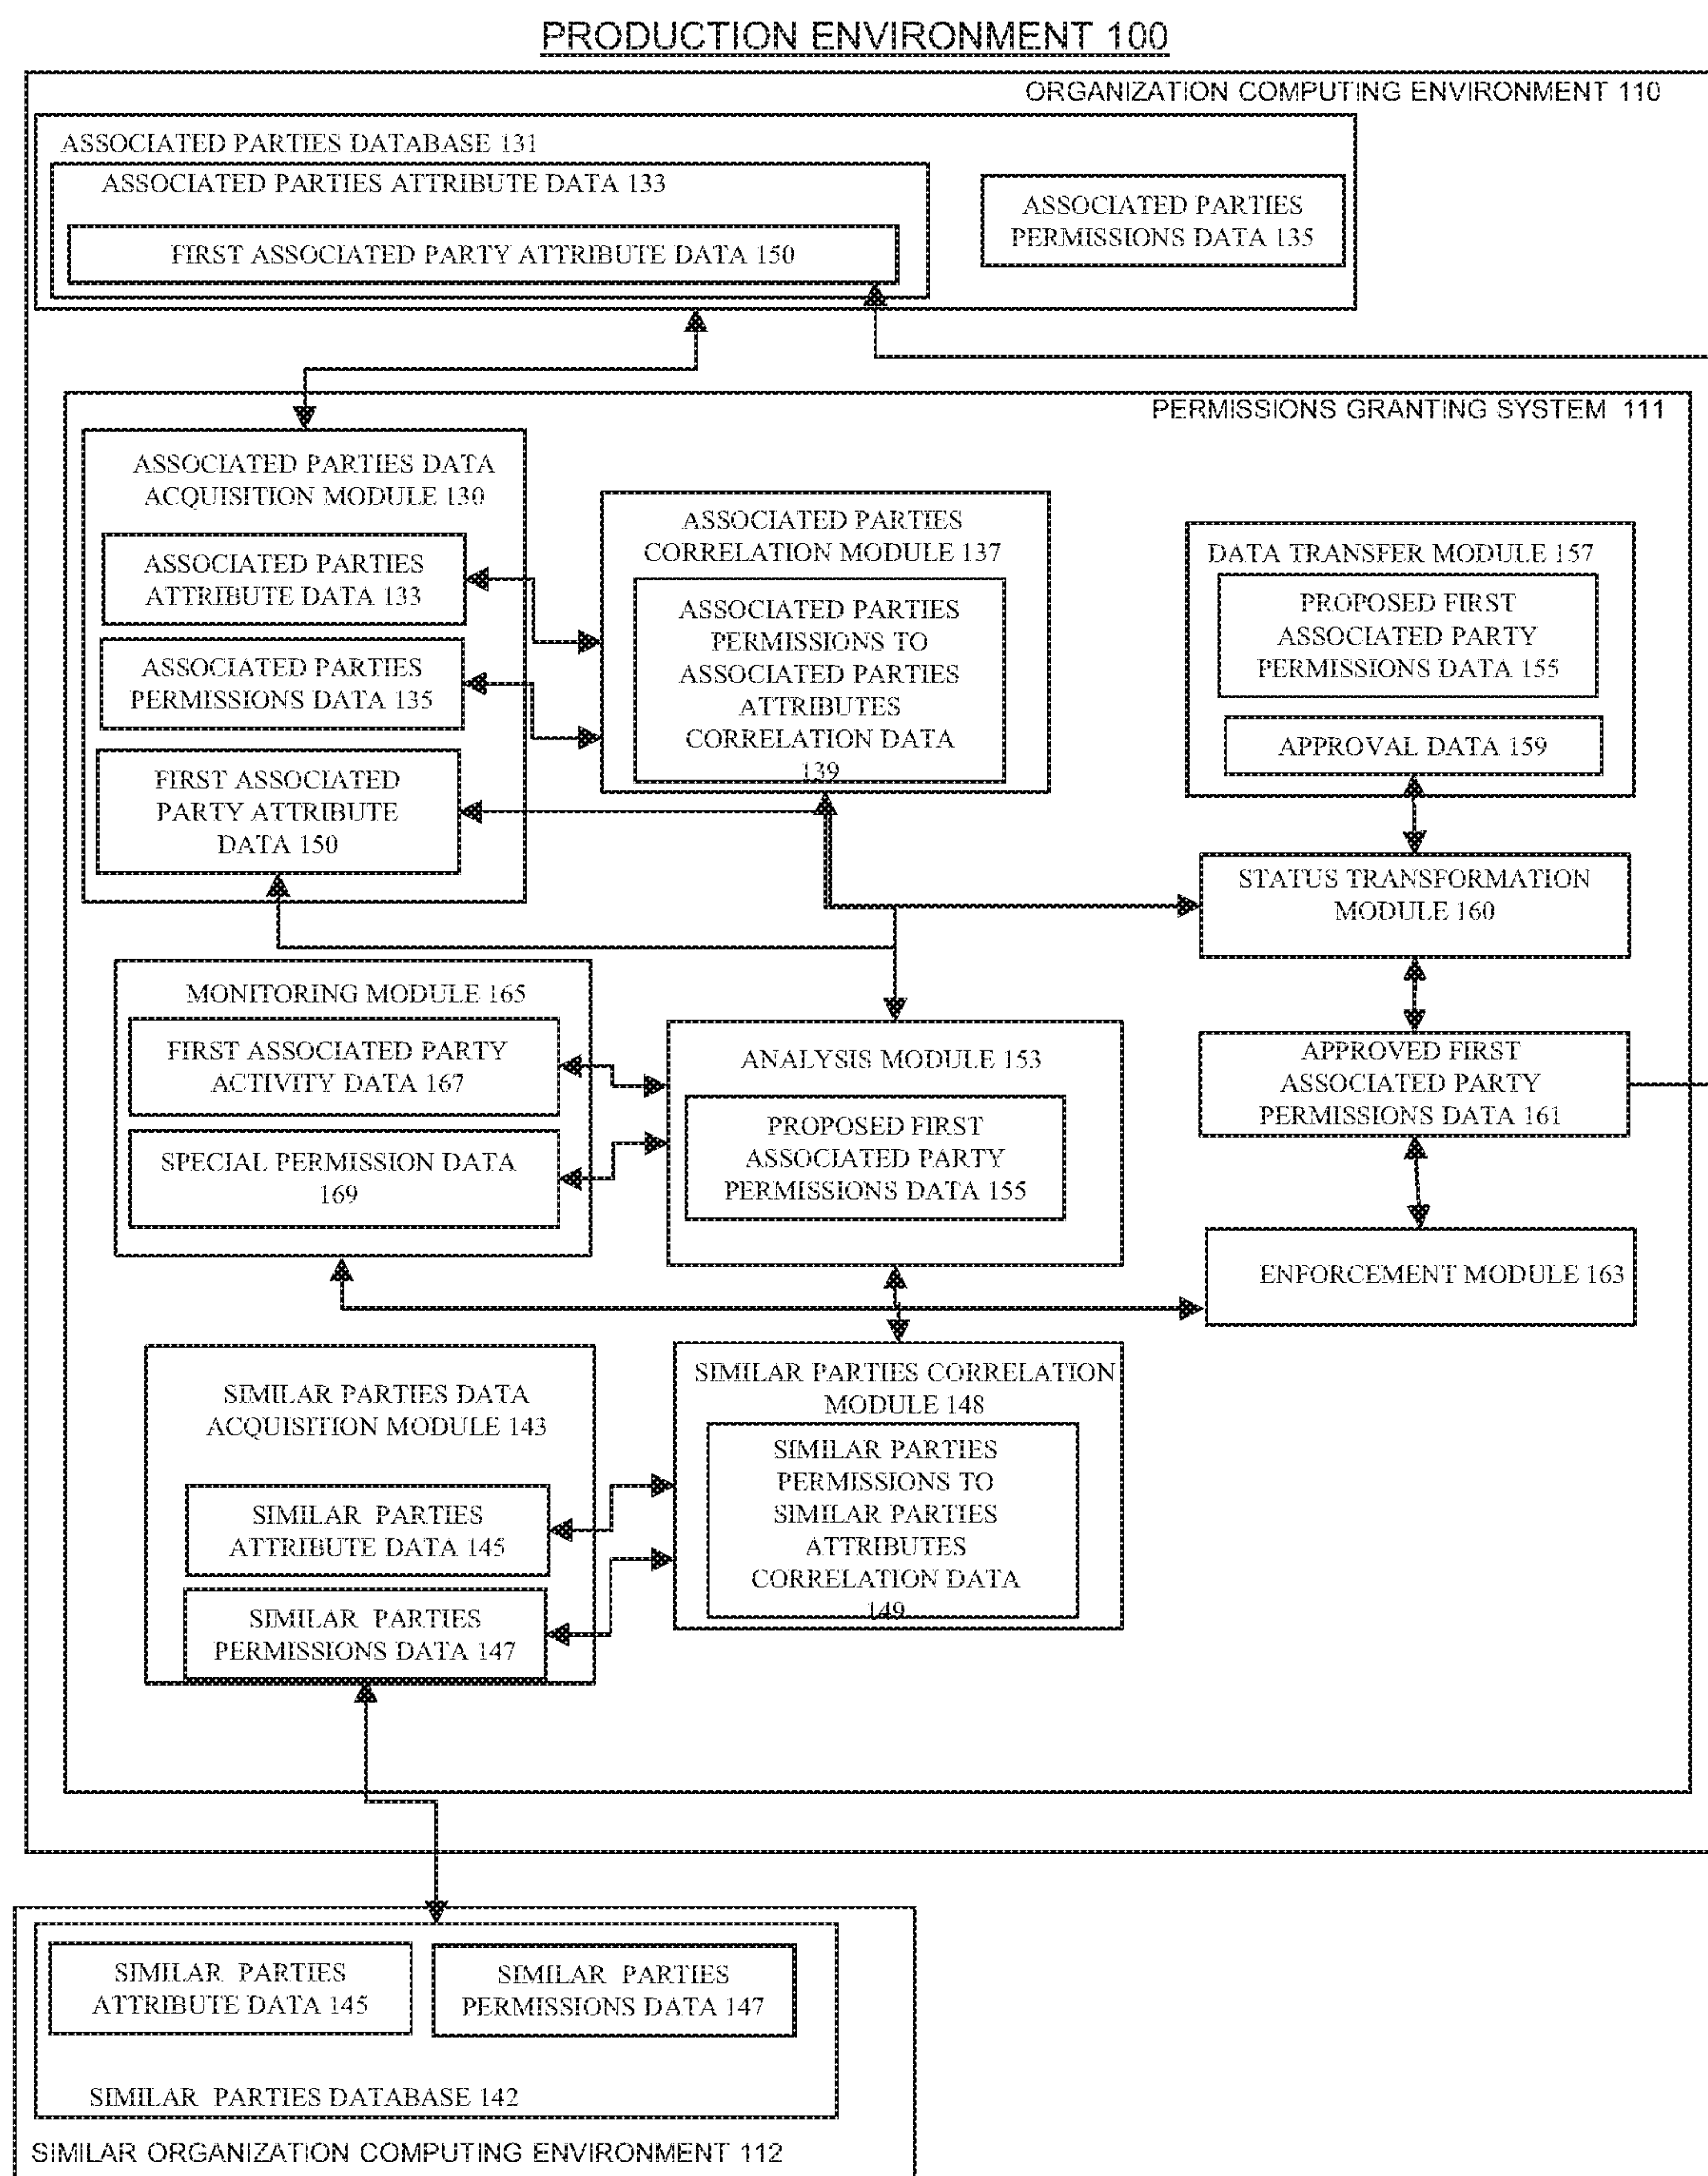 PRODUCTION ENVIRONMENT 100
ORGANIZATION COMPUTING ENVIRONMENT 110
ASSOCIATED PARTIES DATABASE 131
ASSOCIATED PARTIES ATTRIBUTE DATA 133
FIRST ASSOCIATED PARTY ATTRIBUTE DATA 150
ASSOCIATED PARTIES
PERMISSIONS DATA 135
PERMISSIONS GRANTING SYSTEM 111
ASSOCIATED PARTIES DATA
ACQUISITION MODULE 130
ASSOCIATED PARTIES
ATTRIBUTE DATA 133
ASSOCIATED PARTIES
PERMISSIONS DATA 135
FIRST ASSOCIATED
PARTY ATTRIBUTE
DATA 150
ASSOCIATED PARTIES
CORRELATION MODULE 137
ASSOCIATED PARTIES
PERMISSIONS TO
ASSOCIATED PARTIES
ATTRIBUTES
CORRELATION DATA
139
DATA TRANSFER MODULE 157
PROPOSED FIRST
ASSOCIATED PARTY
PERMISSIONS DATA 155
APPROVAL DATA 159
STATUS TRANSFORMATION
MODULE 160
MONITORING MODULE 165
FIRST ASSOCIATED PARTY
ACTIVITY DATA 167
SPECIAL PERMISSION DATA
169
ANALYSIS MODULE 153
PROPOSED FIRST
ASSOCIATED PARTY
PERMISSIONS DATA 155
APPROVED FIRST
ASSOCIATED PARTY
PERMISSIONS DATA 161
ENFORCEMENT MODULE 163
SIMILAR PARTIES DATA
ACQUISITION MODULE 143
SIMILAR PARTIES
ATTRIBUTE DATA 145
SIMILAR PARTIES
PERMISSIONS DATA 147
SIMILAR PARTIES CORRELATION
MODULE 148
SIMILAR PARTIES
PERMISSIONS TO
SIMILAR PARTIES
ATTRIBUTES
CORRELATION DATA
149
SIMILAR PARTIES
ATTRIBUTE DATA 145
SIMILAR PARTIES
PERMISSIONS DATA 147
SIMILAR PARTIES DATABASE 142
SIMILAR ORGANIZATION COMPUTING ENVIRONMENT 112